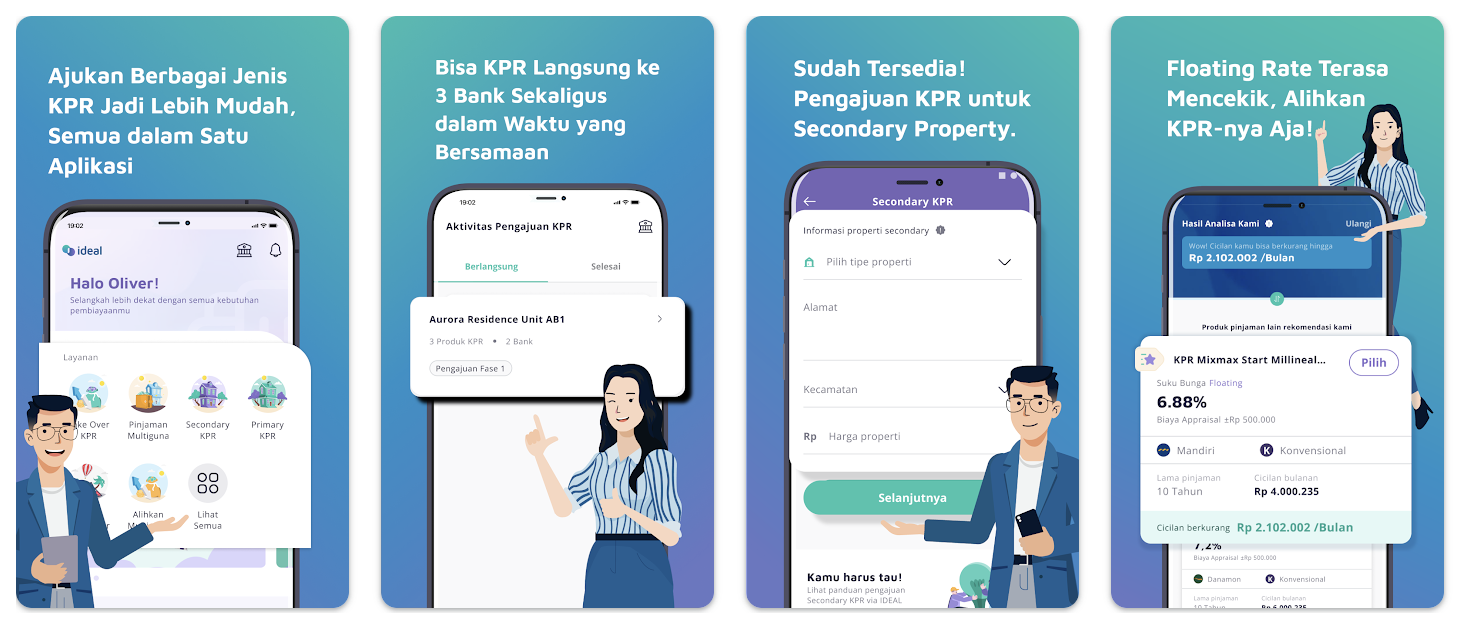 Ajukan Berbagai Jenis
KPR Jadi Lebih Mudah,
Semua dalam Satu
Aplikasi
19:02
ideal
Halo Oliver!
Selangkah lebih dekat dengan semua kebutuhan
pembiayaanmu
Layanan
ke Over
KPR
Pinjaman
Multiguna
Secondary
KPR
Primary
KPR
Alihkan
Lihat
Semua
Bisa KPR Langsung ke
3 Bank Sekaligus
dalam Waktu yang
Bersamaan
19:02
Aktivitas Pengajuan KPR
Berlangsung
Selesai
Aurora Residence Unit AB1
3 Produk KPR • 2 Bank
Pengajuan Fase 1
Sudah Tersedia!
Pengajuan KPR untuk
Secondary Property.
Secondary KPR
Informasi properti secondary
Pilih tipe properti
Alamat
Kecamatan
Rp Harga properti
Selanjutnya
Kamu harus tau!
Lihat panduan pengajuan
Secondary KPR via IDEAL
Floating Rate Terasa
Mencekik, Alihkan
KPR-nya Aja!
Hasil Analisa Kami
Ulangi
Wow! Cicilan kamu bisa berkurang hingga
Rp 2.102.002 /Bulan
Produk pinjaman lain rekomendasi kami
KPR Mixmax Start Millineal...
Pilih
Suku Bunga Floating
6.88%
Biaya Appraisal ±Rp 500.000
Mandiri
K Konvensional
Lama pinjaman
10 Tahun
Cicilan bulanan
Rp 4.000.235
Cicilan berkurang Rp 2.102.002 /Bulan
7,2%
Biaya Appraisal ±Rp 500.000
Danamon
K Konvensional
Lama pinjaman
10 Tahun
Cicilan bulanan
Rp 6.000.235